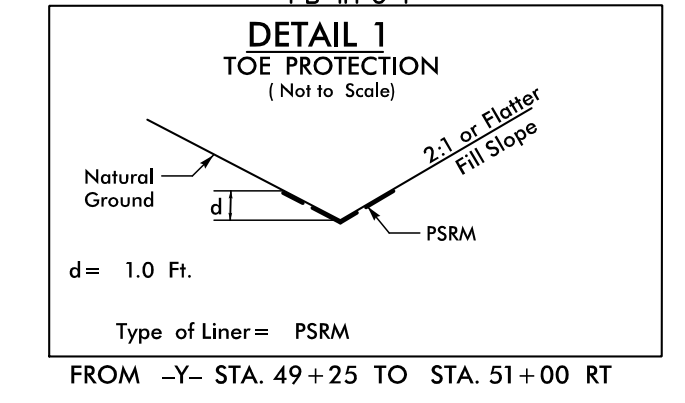 DETAIL 1
TOE PROTECTION
( Not to Scale)
2:1 or Flatter
Fill Slope
Natural
Ground
d
PSRM
d= 1.0 Ft.
Type of Liner= PSRM
FROM -Y- STA. 49+25 TO STA. 51+00 RT